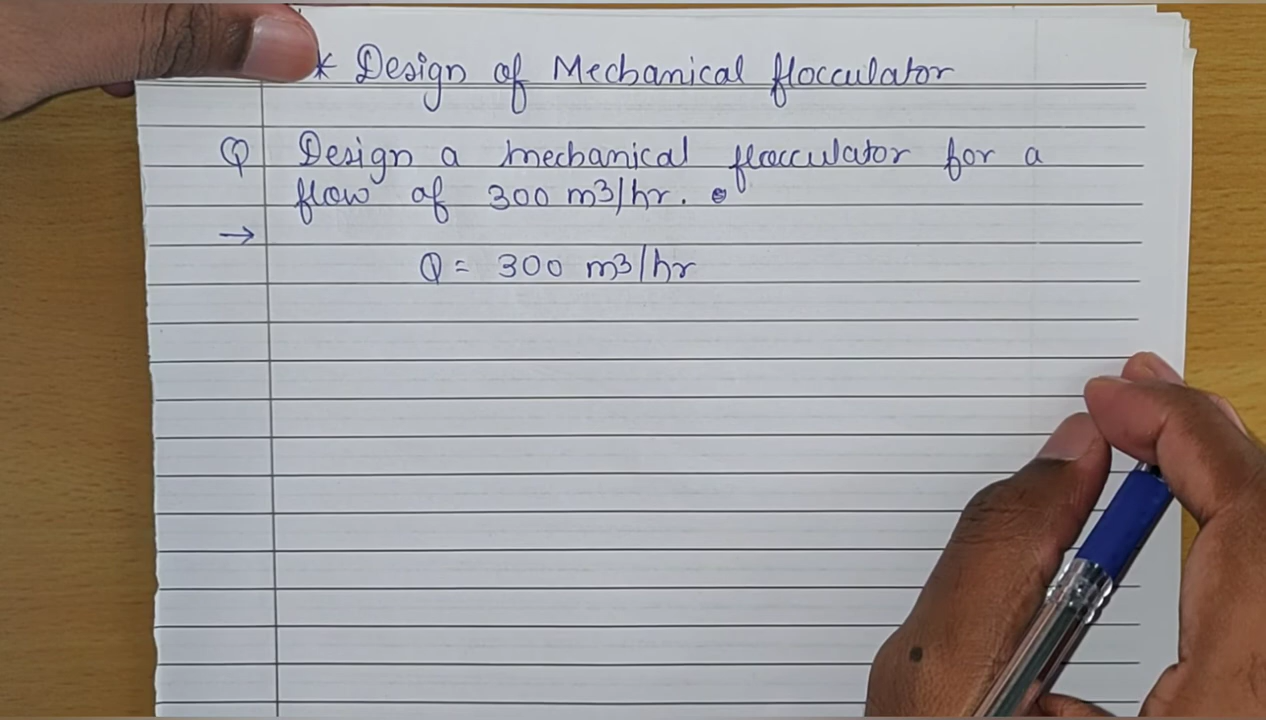 * Design of Mechanical flocculator
Q Design a mechanical flocculator for a
flow of 300 m3/hr.
→
Q = 300 m3/hr